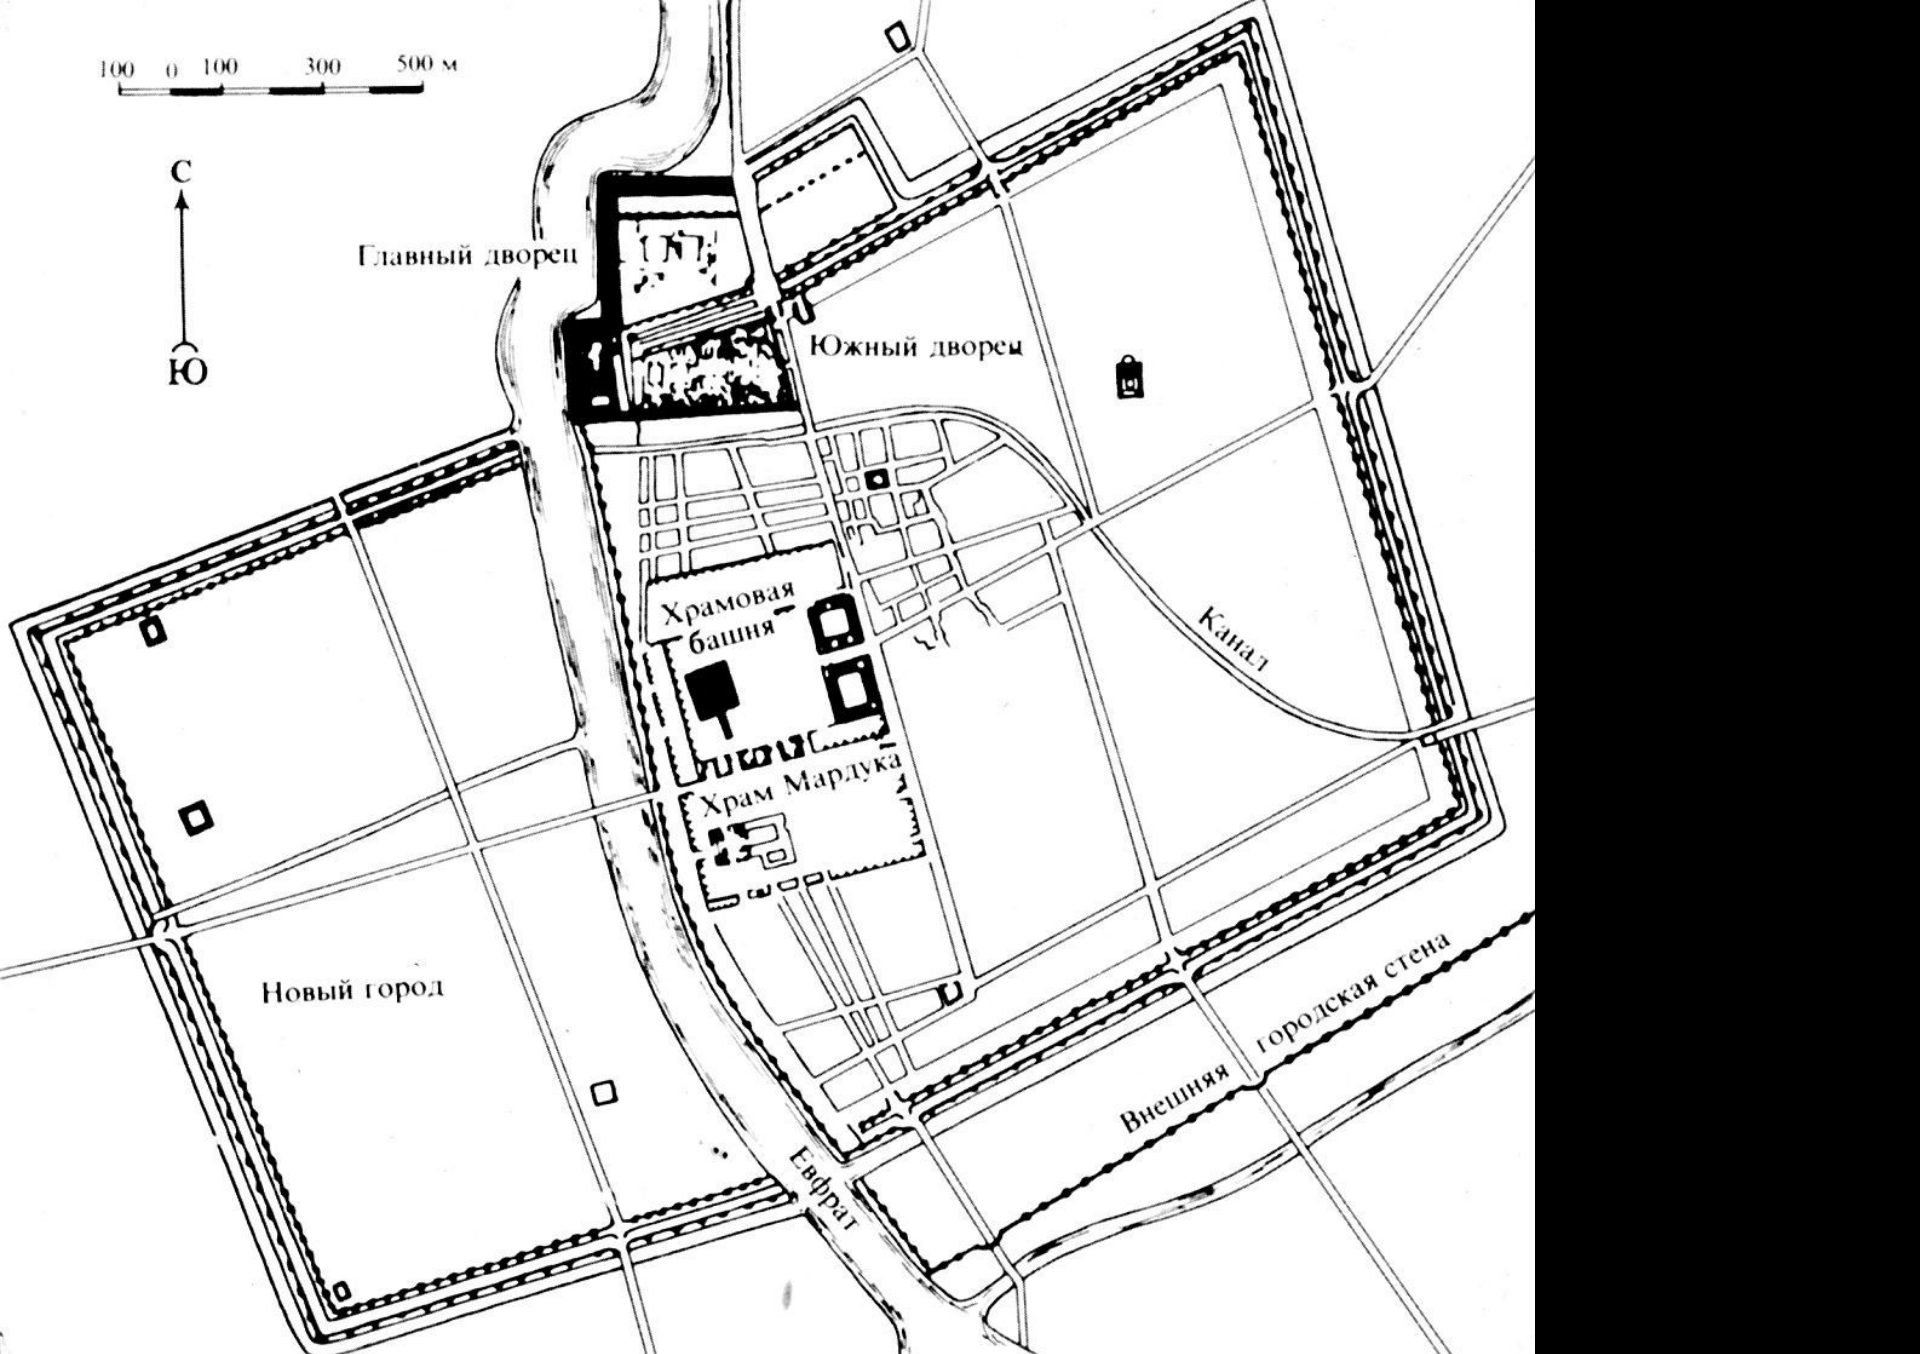 100 0 100 300 500 м
С
Ю
Главный дворец
Южный дворец
Храмовая
башня
Канал
Храм Мардука
Новый город
Внешняя городская стена
Евфрат